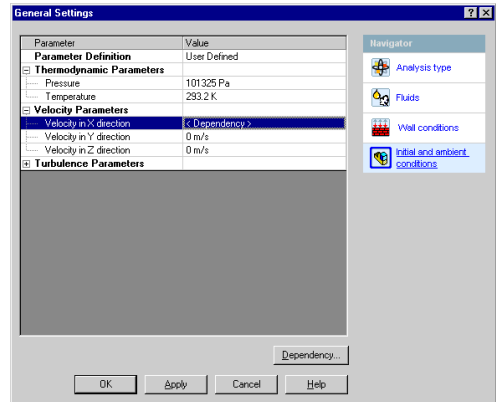 General Settings
Parameter Value
Parameter Definition User Defined
Thermodynamic Parameters
Pressure 101325 Pa
Temperature 293.2 K
Velocity Parameters
Velocity in X direction < Dependency >
Velocity in Y direction 0 m/s
Velocity in Z direction 0 m/s
Turbulence Parameters
Navigator
Analysis type
Fluids
Wall conditions
Initial and ambient
conditions
Dependency...
OK Apply Cancel Help